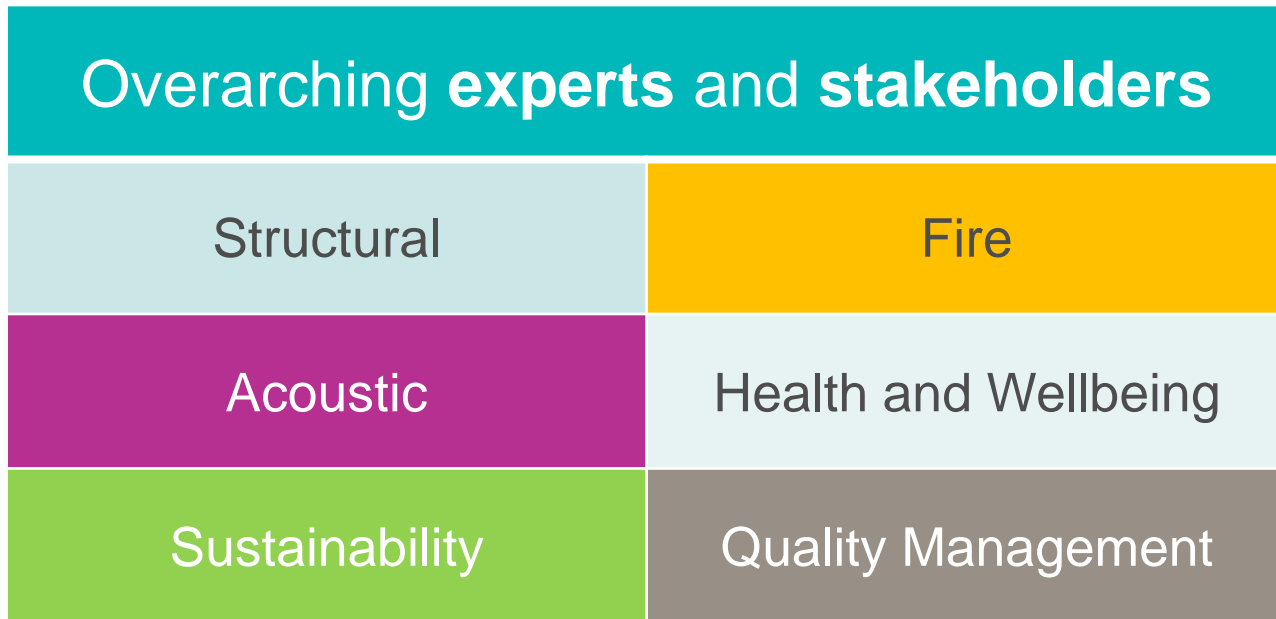 Overarching experts and stakeholders
Structural
Fire
Acoustic
Health and Wellbeing
Sustainability
Quality Management